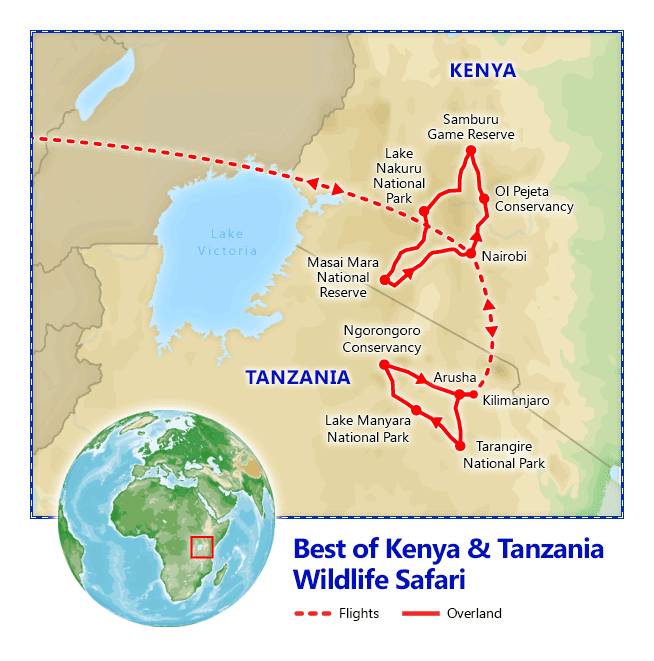 KENYA
Samburu
Game Reserve
Lake
Nakuru
National
Park
Ol Pejeta
Conservancy
Lake
Victoria
Nairobi
Masai Mara
National
Reserve
Ngorongoro
Conservancy
TANZANIA
Arusha
Kilimanjaro
Lake Manyara
National Park
Tarangire
National Park
Best of Kenya & Tanzania
Wildlife Safari
Flights
Overland